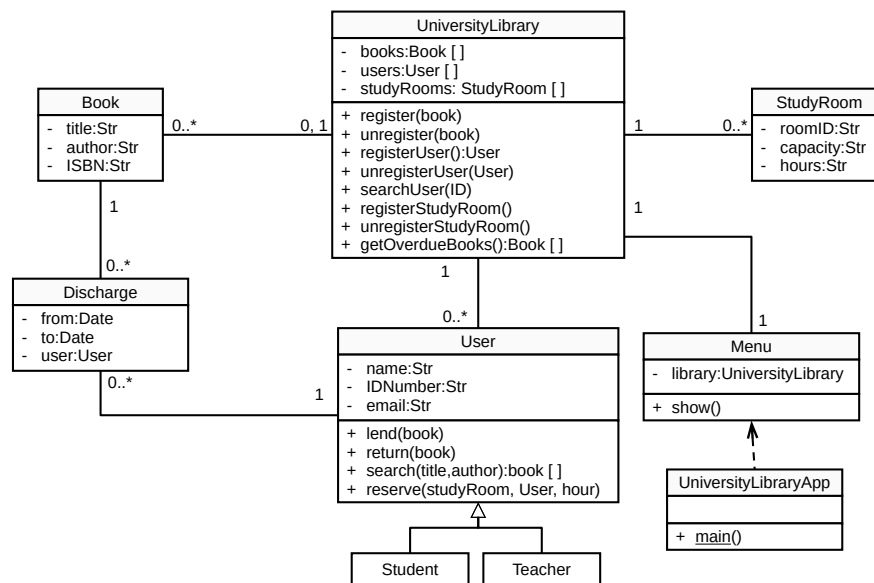 UniversityLibrary
- books:Book [ ]
- users:User [ ]
- studyRooms: StudyRoom [ ]
+ register(book)
+ unregister(book)
+ registerUser():User
+ unregisterUser(User)
+ searchUser(ID)
+ registerStudyRoom()
+ unregisterStudyRoom()
+ getOverdueBooks():Book [ ]
Book
- title:Str
- author:Str
- ISBN:Str
0..*
0, 1
1
0..*
StudyRoom
- roomID:Str
- capacity:Str
- hours:Str
1
0..*
1
1
0..*
1
Discharge
- from:Date
- to:Date
- user:User
0..*
1
User
- name:Str
- IDNumber:Str
- email:Str
+ lend(book)
+ return(book)
+ search(title,author):book [ ]
+ reserve(studyRoom, User, hour)
Menu
- library:UniversityLibrary
+ show()
UniversityLibraryApp
+ main()
Student
Teacher